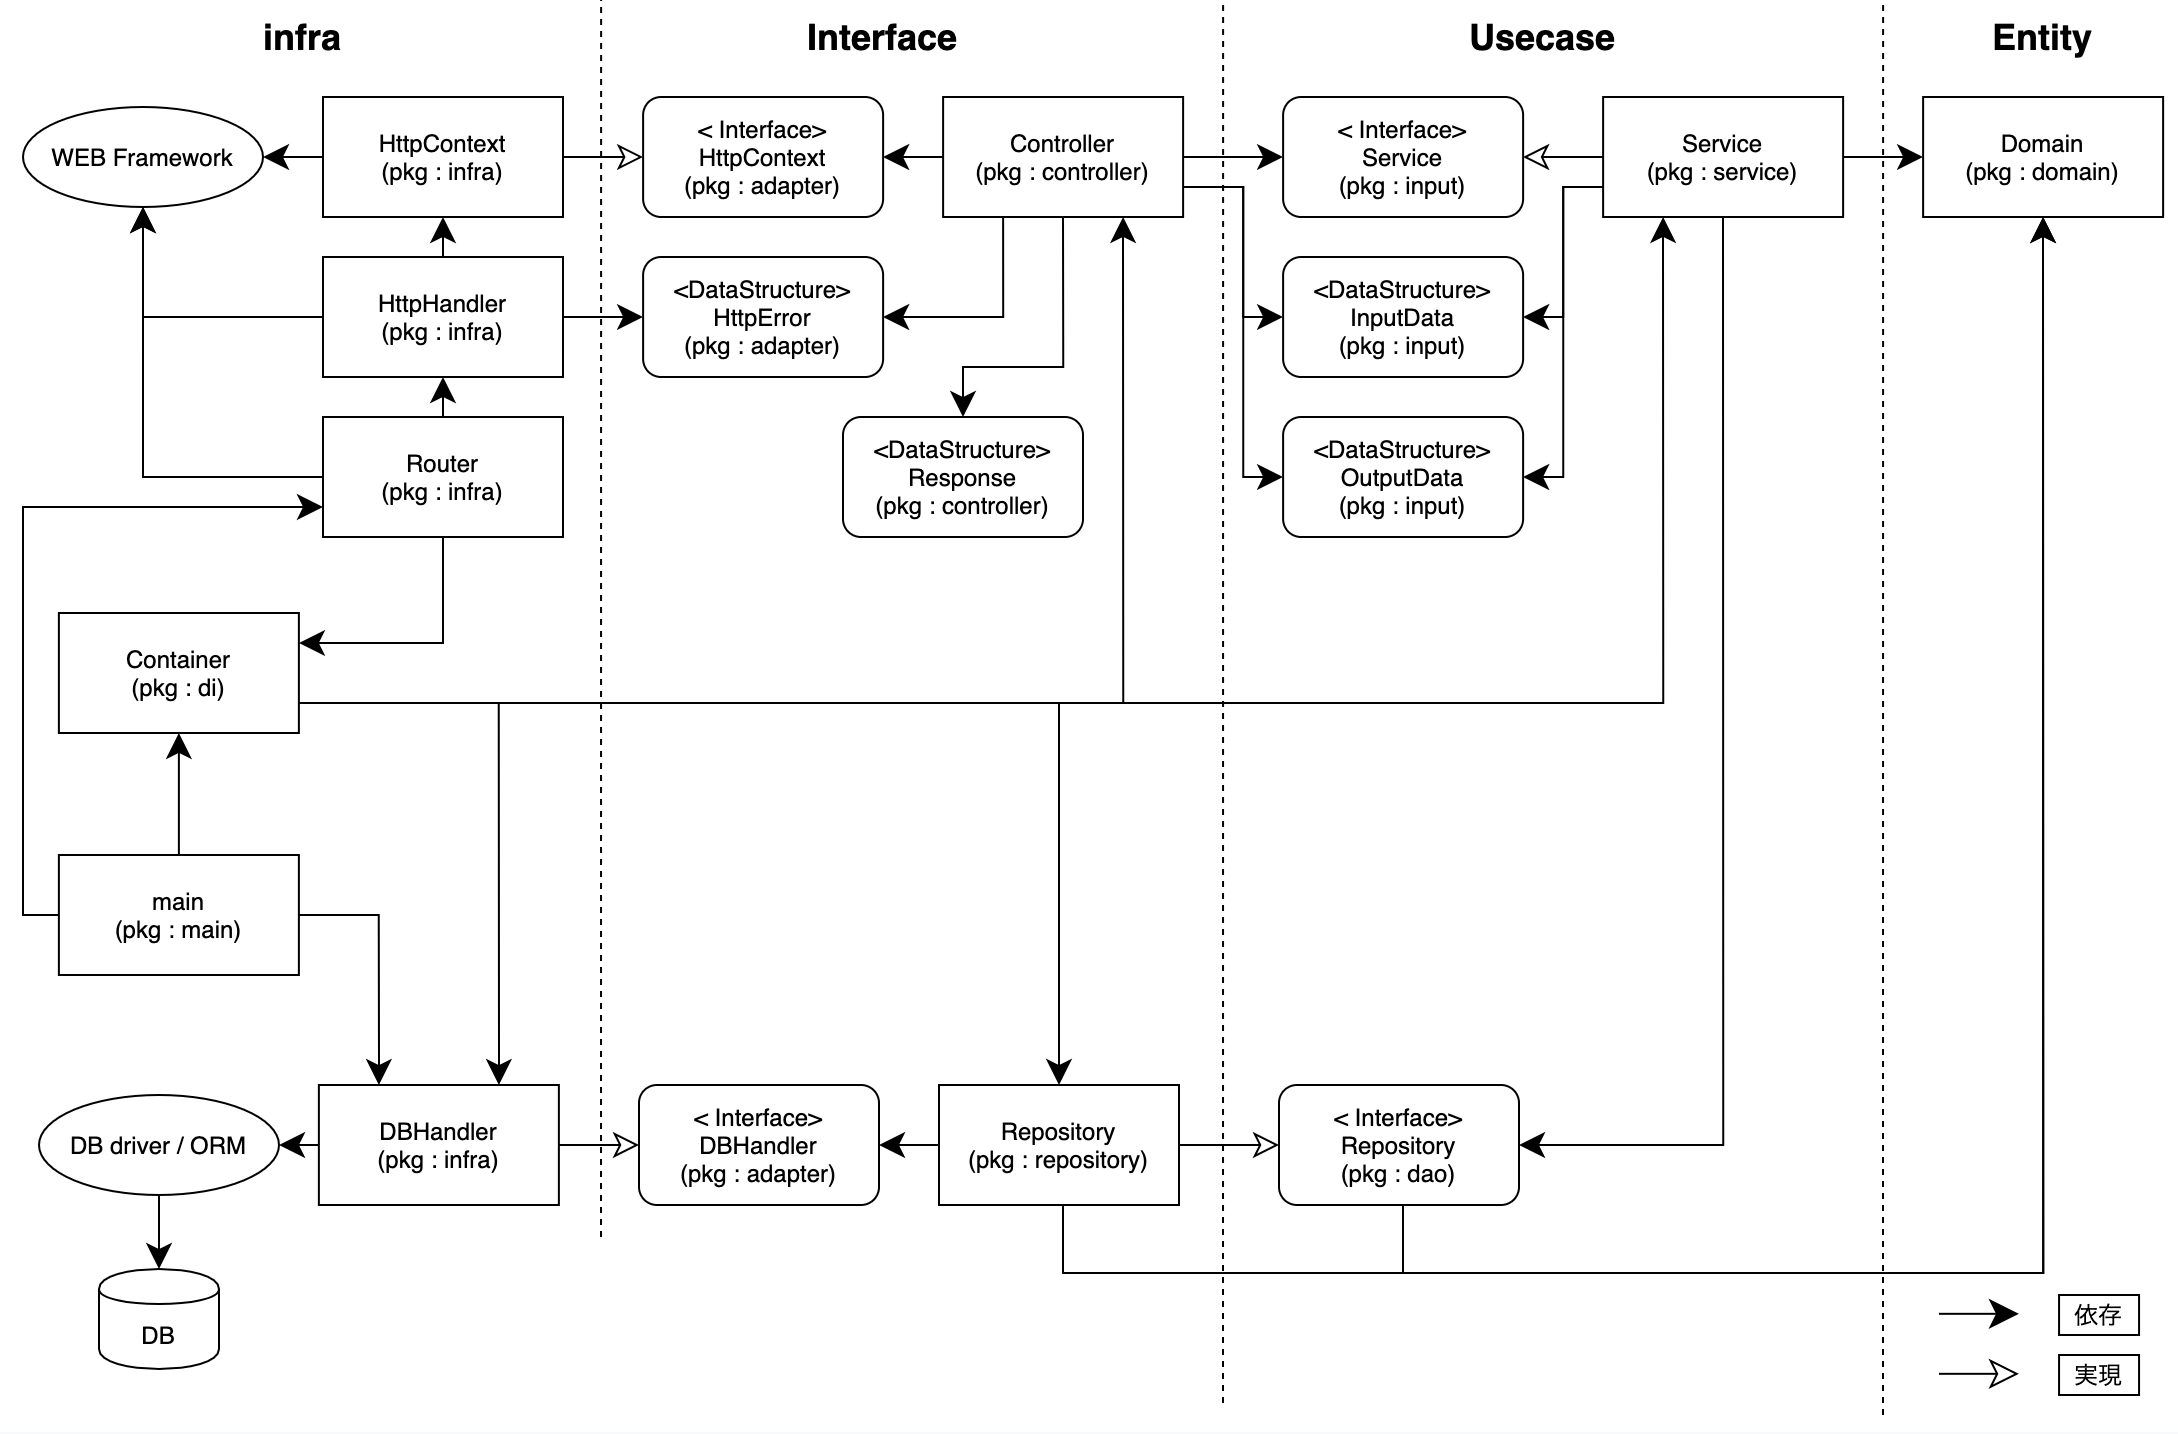 infra
Interface
Usecase
Entity
WEB Framework
HttpContext
(pkg : infra)
< Interface>
HttpContext
(pkg : adapter)
Controller
(pkg : controller)
< Interface>
Service
(pkg : input)
Service
(pkg : service)
Domain
(pkg : domain)
HttpHandler
(pkg : infra)
<DataStructure>
HttpError
(pkg : adapter)
<DataStructure>
InputData
(pkg : input)
Router
(pkg : infra)
<DataStructure>
Response
(pkg : controller)
<DataStructure>
OutputData
(pkg : input)
Container
(pkg : di)
main
(pkg : main)
DB driver / ORM
DBHandler
(pkg : infra)
< Interface>
DBHandler
(pkg : adapter)
Repository
(pkg : repository)
< Interface>
Repository
(pkg : dao)
DB
依存
実現